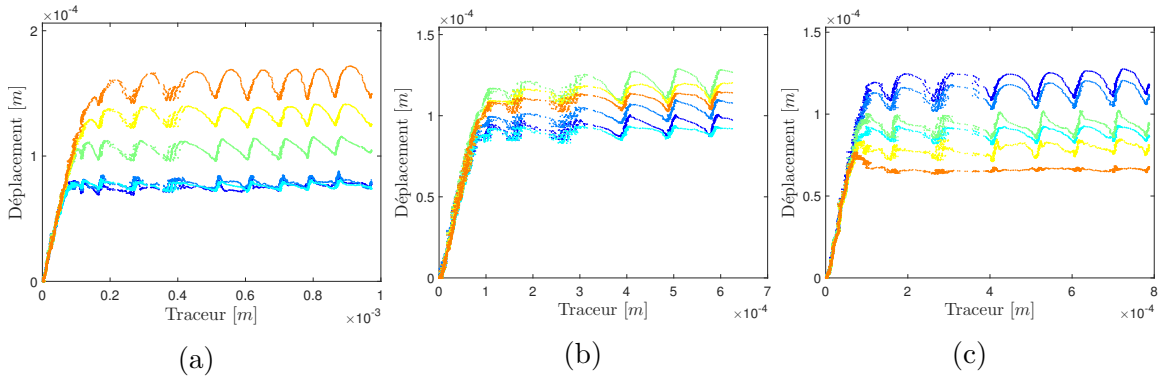 ×10⁻⁴
2
1
0
Déplacement [m]
0 0.2 0.4 0.6 0.8 1
Traceur [m]
×10⁻³
(a)
×10⁻⁴
1.5
1
0.5
0
Déplacement [m]
0 1 2 3 4 5 6 7
Traceur [m]
×10⁻⁴
(b)
×10⁻⁴
1.5
1
0.5
0
Déplacement [m]
0 2 4 6 8
Traceur [m]
×10⁻⁴
(c)